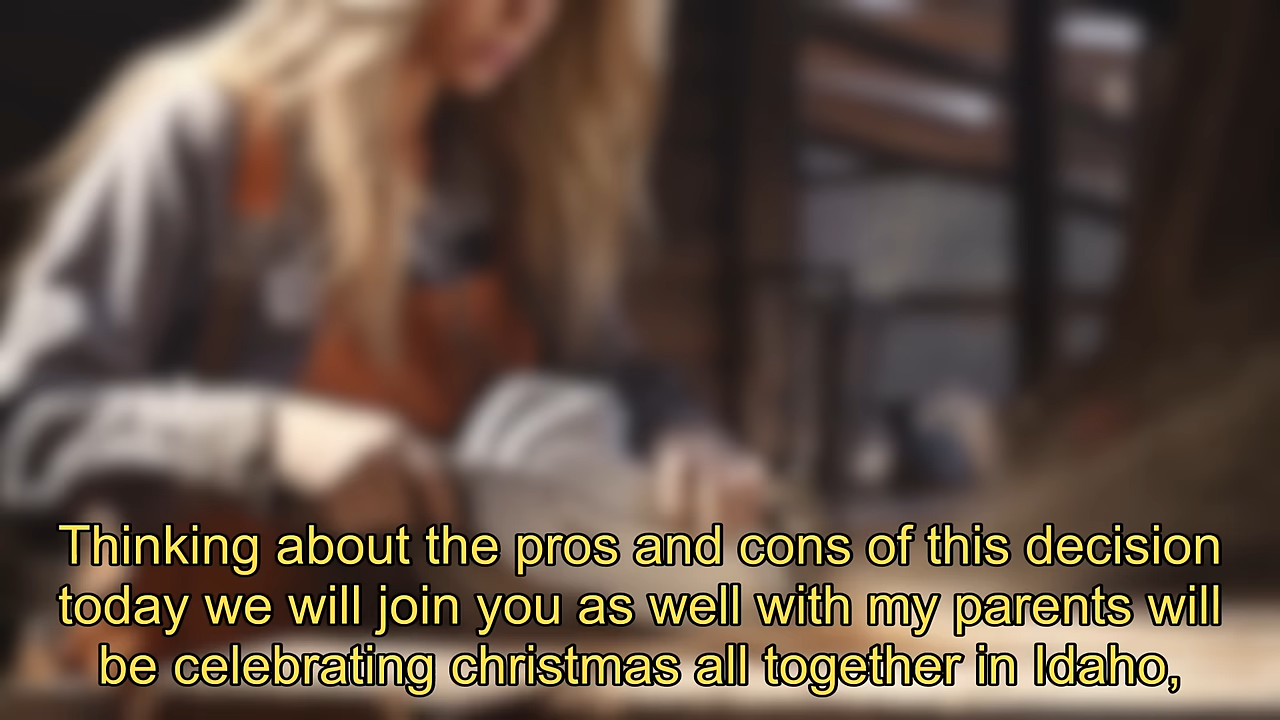 Thinking about the pros and cons of this decision
today we will join you as well with my parents will
be celebrating christmas all together in Idaho,